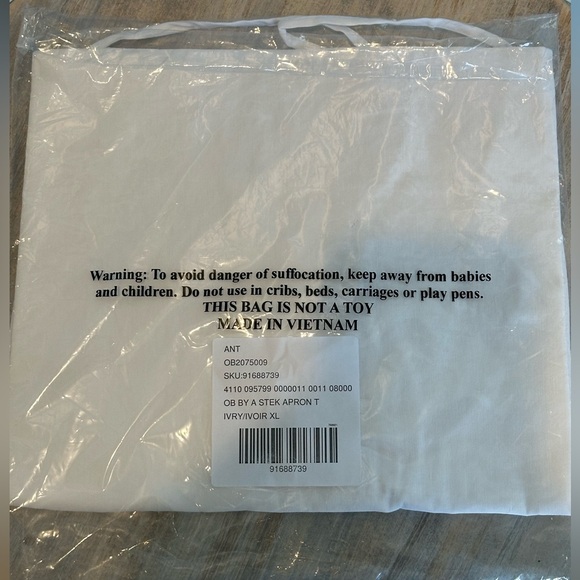 Warning: To avoid danger of suffocation, keep away from babies
and children. Do not use in cribs, beds, carriages or play pens.
THIS BAG IS NOT A TOY
MADE IN VIETNAM
ANT
OB2075009
SKU:91688739
4110 095799 0000011 0011 08000
OB BY A STEK APRON T
IVRY/IVOIR XL
91688739